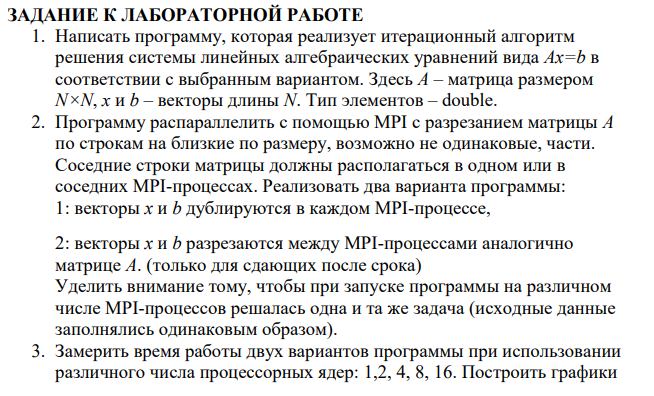 ЗАДАНИЕ К ЛАБОРАТОРНОЙ РАБОТЕ
1. Написать программу, которая реализует итерационный алгоритм
решения системы линейных алгебраических уравнений вида Ax=b в
соответствии с выбранным вариантом. Здесь A – матрица размером
N×N, x и b – векторы длины N. Тип элементов – double.
2. Программу распараллелить с помощью MPI с разрезанием матрицы A
по строкам на близкие по размеру, возможно не одинаковые, части.
Соседние строки матрицы должны располагаться в одном или в
соседних MPI-процессах. Реализовать два варианта программы:
1: векторы x и b дублируются в каждом MPI-процессе,
2: векторы x и b разрезаются между MPI-процессами аналогично
матрице A. (только для сдающих после срока)
Уделить внимание тому, чтобы при запуске программы на различном
числе MPI-процессов решалась одна и та же задача (исходные данные
заполнялись одинаковым образом).
3. Замерить время работы двух вариантов программы при использовании
различного числа процессорных ядер: 1,2, 4, 8, 16. Построить графики